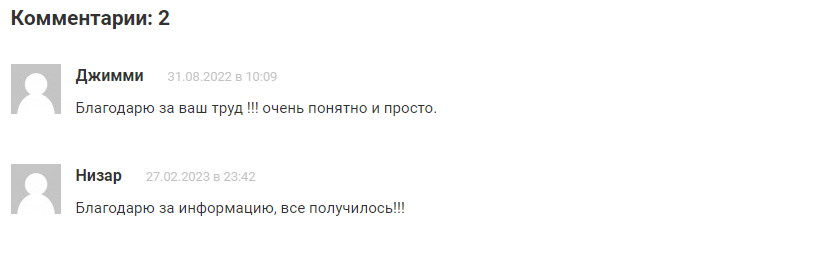 Комментарии: 2
Джимми 31.08.2022 в 10:09
Благодарю за ваш труд !!! очень понятно и просто.
Низар 27.02.2023 в 23:42
Благодарю за информацию, все получилось!!!